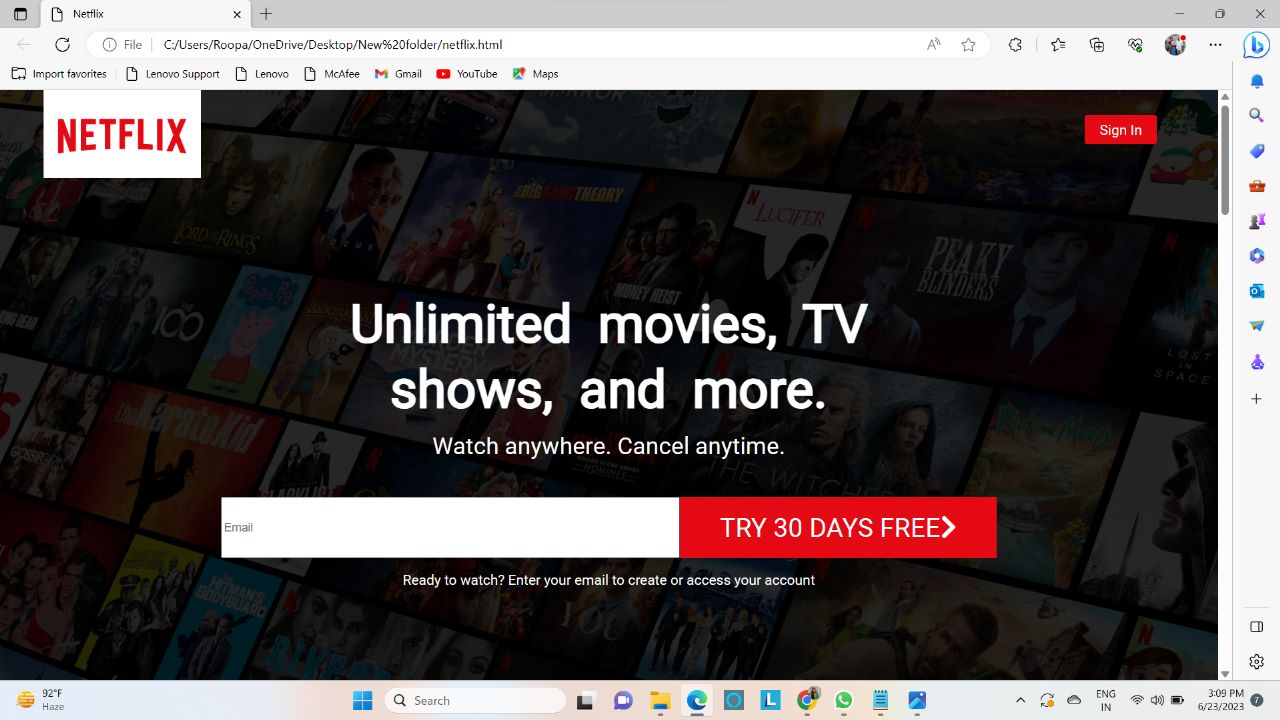 Netflix
File
C:/Users/Roopa/OneDrive/Desktop/New%20folder/netflix.html
Import favorites
Lenovo Support
Lenovo
McAfee
Gmail
YouTube
Maps
NETFLIX
Sign In
HORROR
LORD OF THE RINGS
focus
THE BIG BANG THEORY
MONEY HEIST
LUCIFER
PEAKY
BLINDERS
LOST
IN
SPACE
THE
100
Peppa Pig
Unlimited movies, TV
shows, and more.
Watch anywhere. Cancel anytime.
the Karate Kid
BLACKLIST
NOMINEE
THE WITCHER
Rick and Morty
Email
TRY 30 DAYS FREE
Ready to watch? Enter your email to create or access your account
THE
HITMAN'S
BODYGUARD
92°F
Haze
Search
ENG
IN
3:09 PM
6/23/2023
7